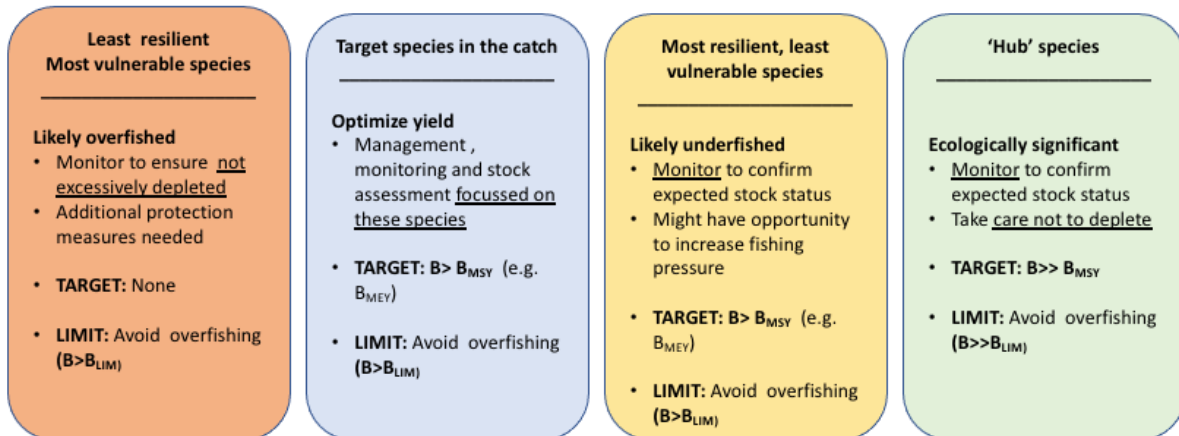 Least resilient
Most vulnerable species
Likely overfished
• Monitor to ensure not
excessively depleted
• Additional protection
measures needed
• TARGET: None
• LIMIT: Avoid overfishing
(B>BLIM)
Target species in the catch
Optimize yield
• Management ,
monitoring and stock
assessment focussed on
these species
• TARGET: B> BMSY (e.g.
BMEY)
• LIMIT: Avoid overfishing
(B>BLIM)
Most resilient, least
vulnerable species
Likely underfished
• Monitor to confirm
expected stock status
• Might have opportunity
to increase fishing
pressure
• TARGET: B> BMSY (e.g.
BMEY)
• LIMIT: Avoid overfishing
(B>BLIM)
‘Hub’ species
Ecologically significant
• Monitor to confirm
expected stock status
• Take care not to deplete
• TARGET: B>> BMSY
• LIMIT: Avoid overfishing
(B>>BLIM)